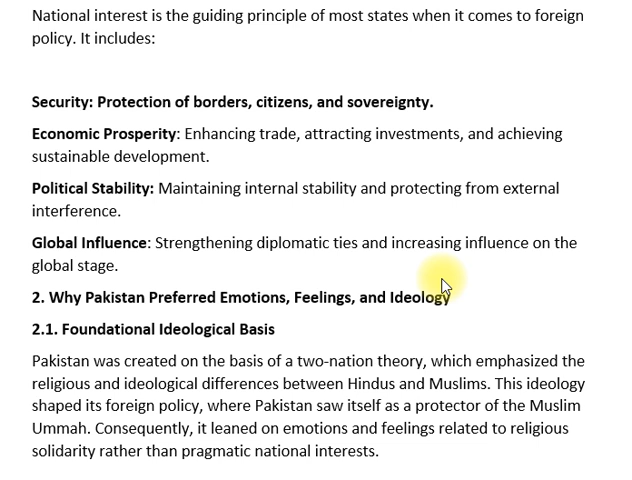 National interest is the guiding principle of most states when it comes to foreign
policy. It includes:
Security: Protection of borders, citizens, and sovereignty.
Economic Prosperity: Enhancing trade, attracting investments, and achieving
sustainable development.
Political Stability: Maintaining internal stability and protecting from external
interference.
Global Influence: Strengthening diplomatic ties and increasing influence on the
global stage.
2. Why Pakistan Preferred Emotions, Feelings, and Ideology
2.1. Foundational Ideological Basis
Pakistan was created on the basis of a two-nation theory, which emphasized the
religious and ideological differences between Hindus and Muslims. This ideology
shaped its foreign policy, where Pakistan saw itself as a protector of the Muslim
Ummah. Consequently, it leaned on emotions and feelings related to religious
solidarity rather than pragmatic national interests.